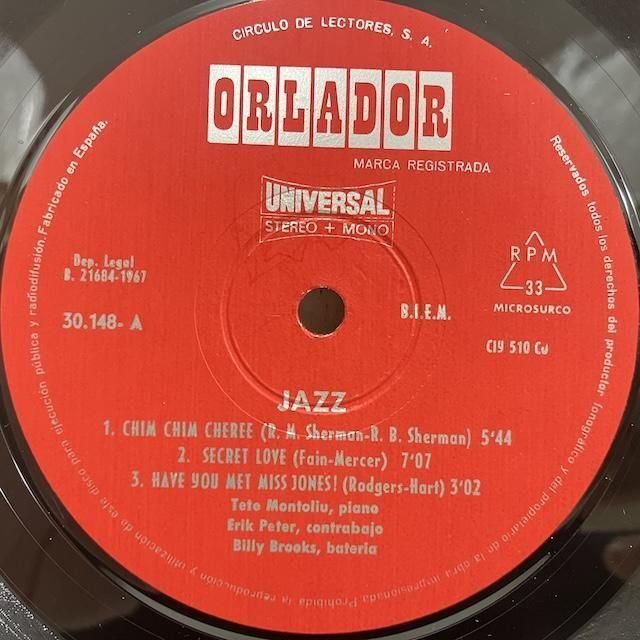 CIRCULO DE LECTORES, S. A.
ORLADOR
MARCA REGISTRADA
UNIVERSAL
STEREO + MONO
Dep. Legal
B. 21684-1967
RPM
33
MICROSURCO
30.148- A
B.I.E.M.
JAZZ
1. CHIM CHIM CHEREE (R. M. Sherman-R. B. Sherman) 5'44
2. SECRET LOVE (Fain-Mercer) 7'07
3. HAVE YOU MET MISS JONES! (Rodgers-Hart) 3'02
Tete Montoliu, piano
Erik Peter, contrabajo
Billy Brooks, bateria
Reservados todos los derechos del productor fonográfico y del propietario de la obra impresionada Prohibida la reproducción y utilización de este disco para ejecución pública y radiodifusión. Fabricado en España.